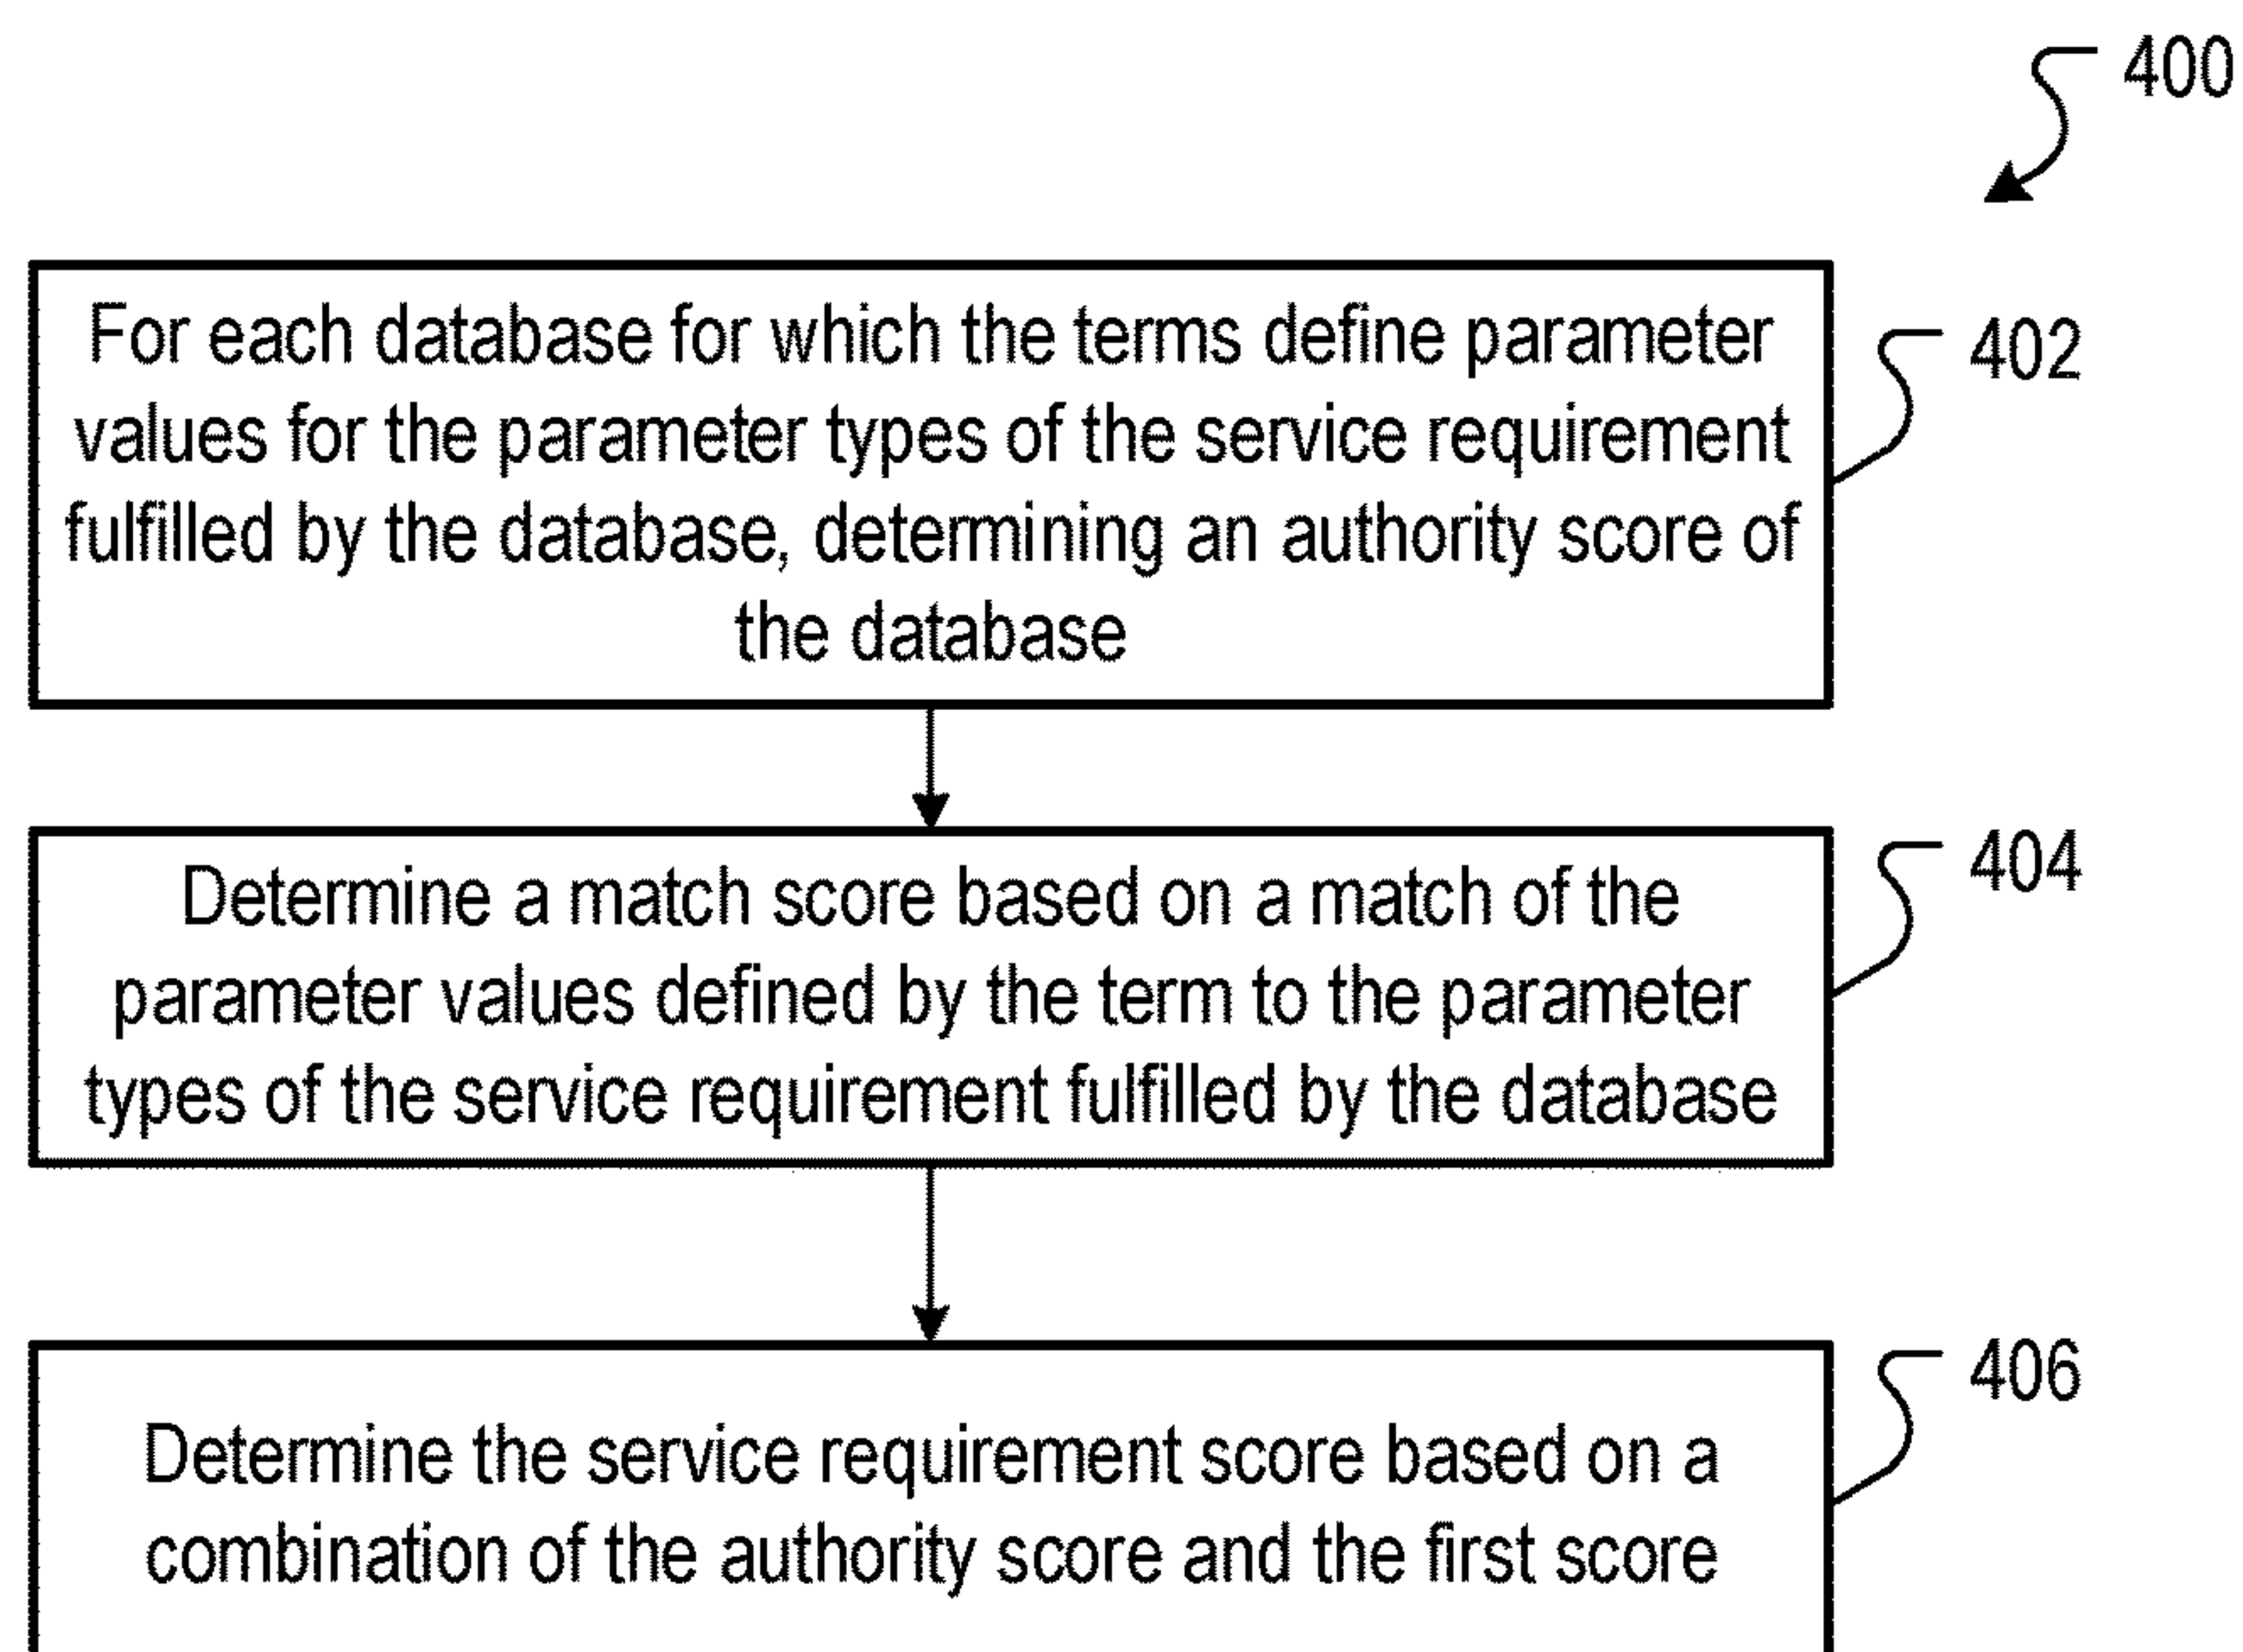 400
For each database for which the terms define parameter
values for the parameter types of the service requirement
fulfilled by the database, determining an authority score of
the database
402
Determine a match score based on a match of the
parameter values defined by the term to the parameter
types of the service requirement fulfilled by the database
404
Determine the service requirement score based on a
combination of the authority score and the first score
406